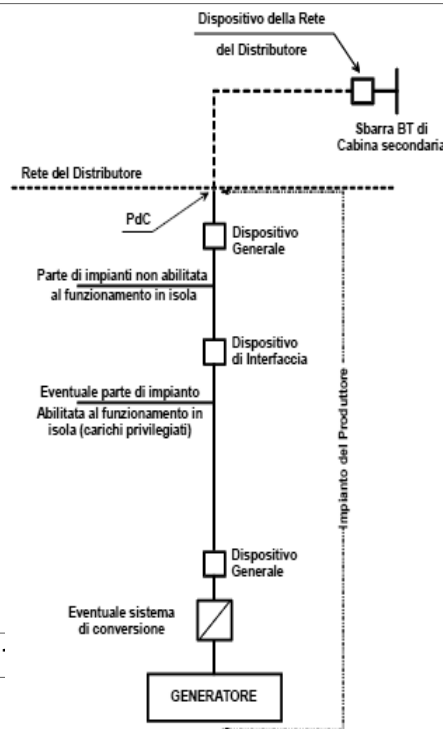 Dispositivo della Rete
del Distributore
Sbarra BT di
Cabina secondaria
Rete del Distributore
PdC
Dispositivo
Generale
Parte di impianti non abilitata
al funzionamento in isola
Dispositivo
di Interfaccia
Eventuale parte di impianto
Abilitata al funzionamento in
isola (carichi privilegiati)
Impianto del Produttore
Dispositivo
Generale
Eventuale sistema
di conversione
GENERATORE